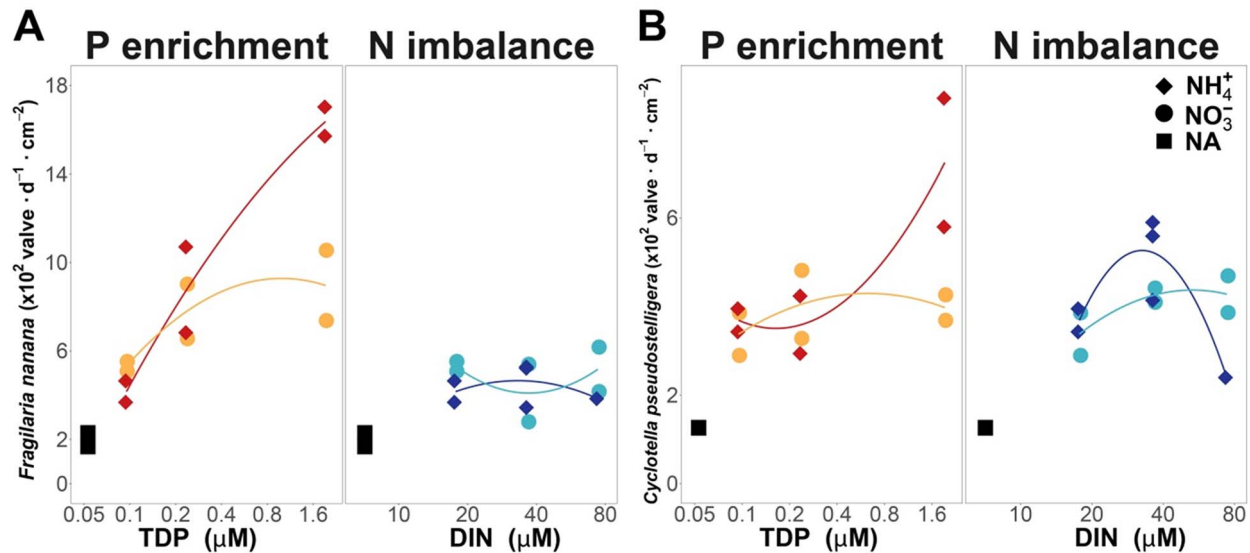 A
P enrichment
N imbalance
Fragilaria nanana (x10² valve · d⁻¹ · cm⁻²)
18
14
10
6
2
0
0.05 0.1 0.2 0.4 0.8 1.6
TDP (μM)
10 20 40 80
DIN (μM)
B
P enrichment
N imbalance
Cyclotella pseudostelligera (x10² valve · d⁻¹ · cm⁻²)
6
2
0
0.05 0.1 0.2 0.4 0.8 1.6
TDP (μM)
10 20 40 80
DIN (μM)
NH₄⁺
NO₃⁻
NA